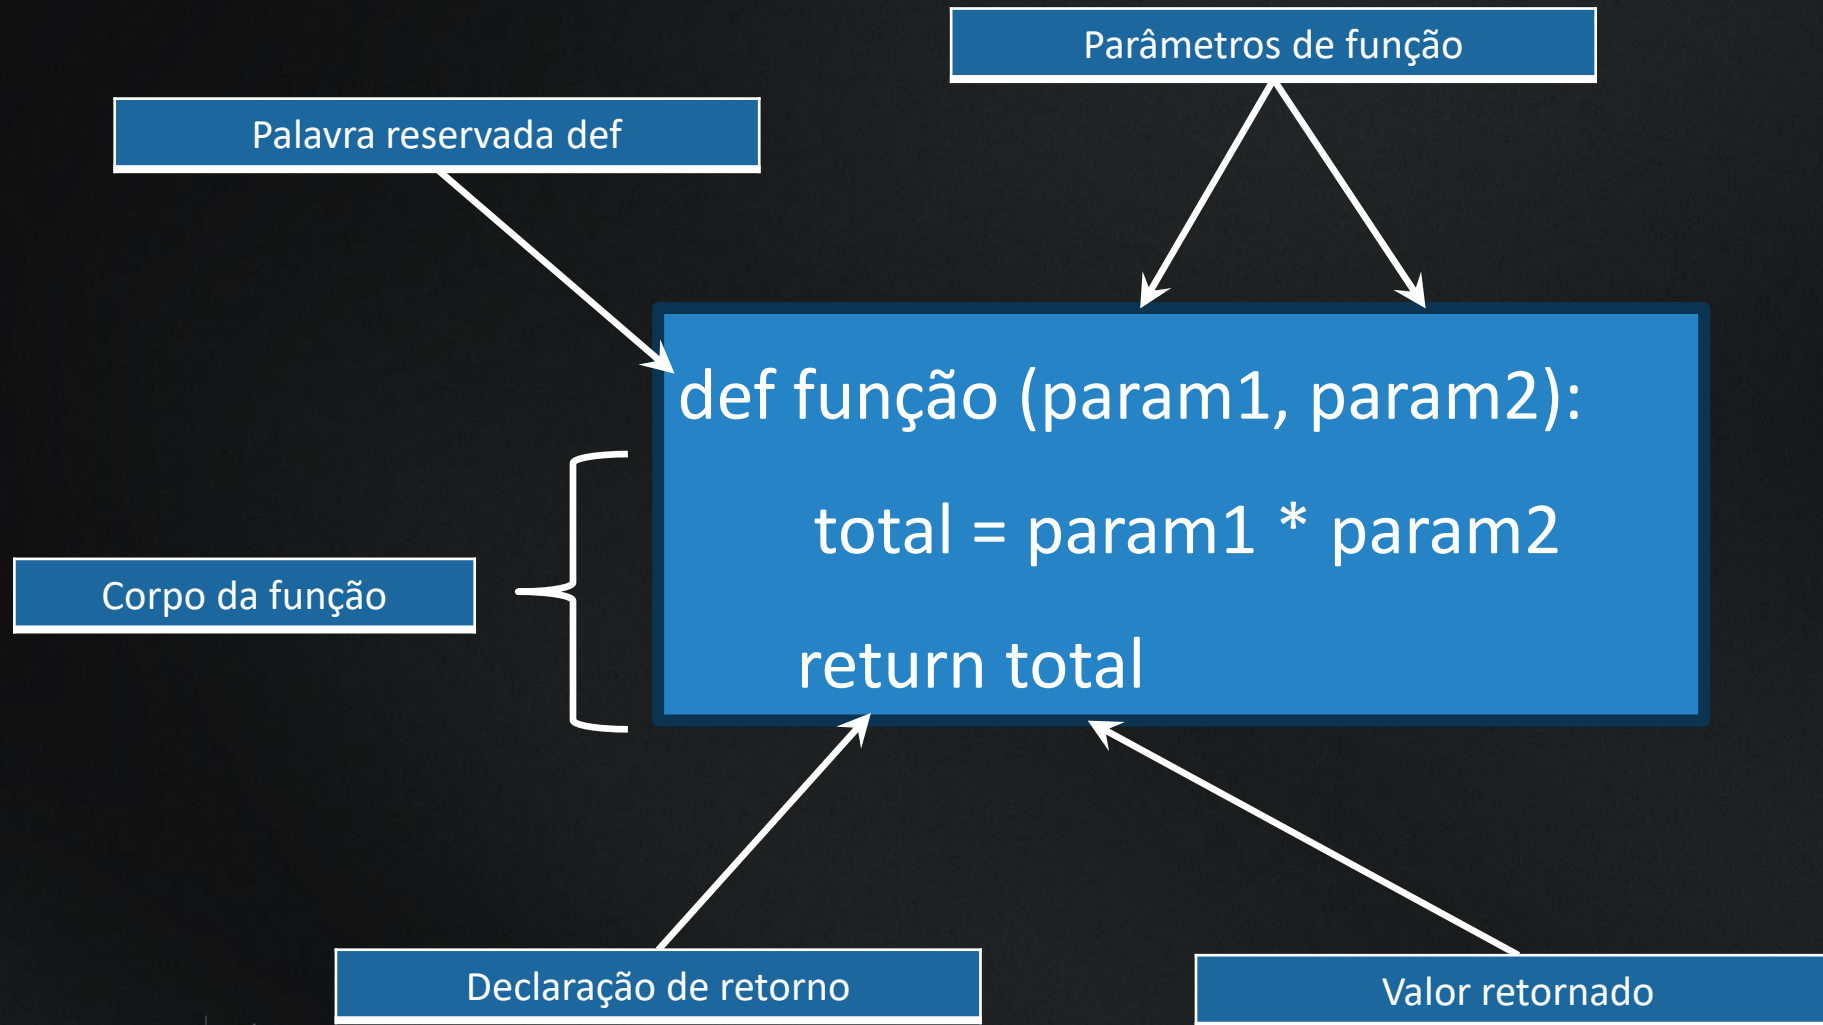 Parâmetros de função
Palavra reservada def
def função (param1, param2):
total = param1 * param2
Corpo da função
return total
Declaração de retorno
Valor retornado